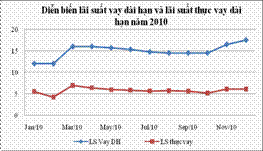 Diễn biến lãi suất vay dài hạn và lãi suất thực vay dài
hạn năm 2010
20
15
10
5
0
Jan/10 Mar/10 May/10 Jul/10 Sep/10 Nov/10
LS Vay DH LS thực vay